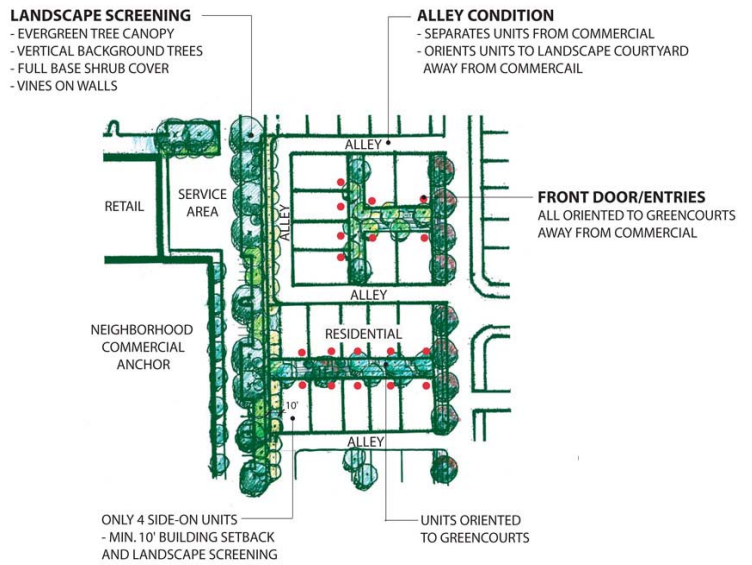 LANDSCAPE SCREENING
- EVERGREEN TREE CANOPY
- VERTICAL BACKGROUND TREES
- FULL BASE SHRUB COVER
- VINES ON WALLS
ALLEY CONDITION
- SEPARATES UNITS FROM COMMERCIAL
- ORIENTS UNITS TO LANDSCAPE COURTYARD
AWAY FROM COMMERCAIL
ALLEY
RETAIL
SERVICE
AREA
ALLEY
FRONT DOOR/ENTRIES
ALL ORIENTED TO GREENCOURTS
AWAY FROM COMMERCIAL
ALLEY
NEIGHBORHOOD
COMMERCIAL
ANCHOR
RESIDENTIAL
10'
ALLEY
ONLY 4 SIDE-ON UNITS
- MIN. 10' BUILDING SETBACK
AND LANDSCAPE SCREENING
UNITS ORIENTED
TO GREENCOURTS